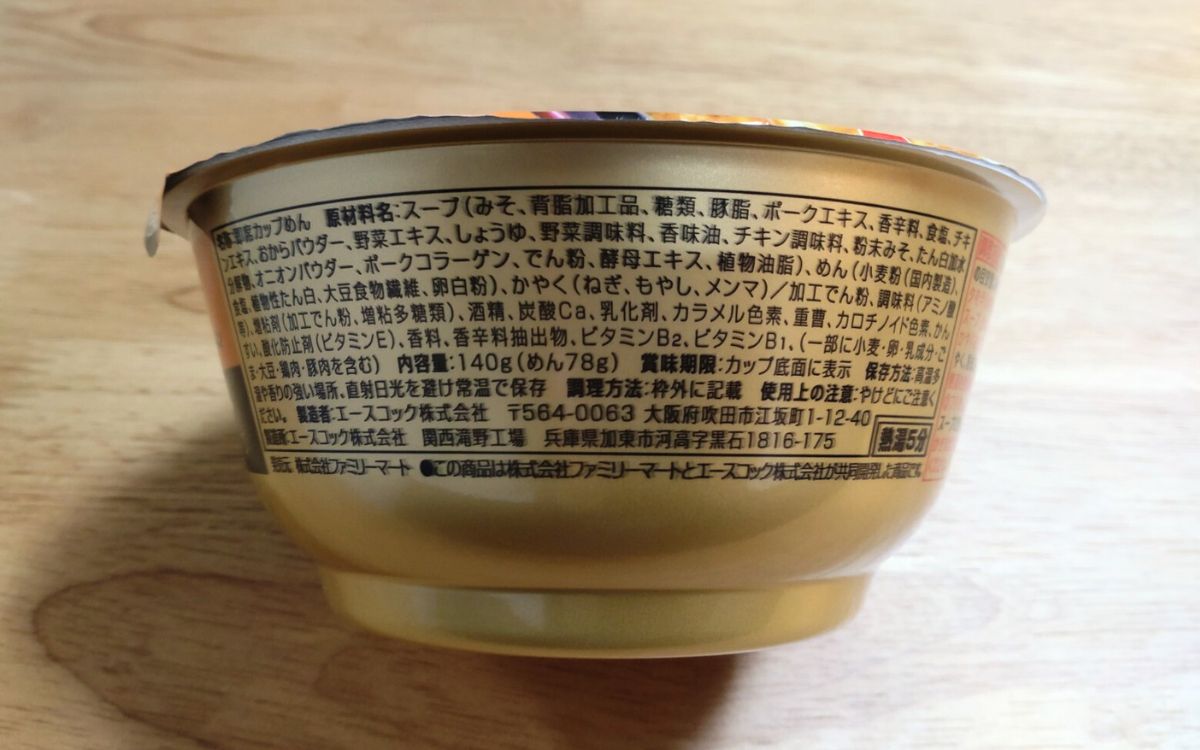 名称:即席カップめん 原材料名:スープ(みそ、背脂加工品、糖類、豚脂、ポークエキス、香辛料、食塩、チキ
ンエキス、おからパウダー、野菜エキス、しょうゆ、野菜調味料、香味油、チキン調味料、粉末みそ、たん白加水
分解物、オニオンパウダー、ポークコラーゲン、でん粉、酵母エキス、植物油脂)、めん(小麦粉(国内製造)、
食塩、植物性たん白、大豆食物繊維、卵白粉)、かやく(ねぎ、もやし、メンマ)/加工でん粉、調味料(アミノ酸
等)、増粘剤(加工でん粉、増粘多糖類)、酒精、炭酸Ca、乳化剤、カラメル色素、重曹、カロチノイド色素、かん
すい、酸化防止剤(ビタミンE)、香料、香辛料抽出物、ビタミンB2、ビタミンB1、(一部に小麦・卵・乳成分・ご
ま・大豆・鶏肉・豚肉を含む) 内容量:140g(めん78g) 賞味期限:カップ底面に表示 保存方法:高温多
湿や香りの強い場所、直射日光を避け常温で保存 調理方法:枠外に記載 使用上の注意:やけどにご注意く
ださい。 製造者:エースコック株式会社 〒564-0063 大阪府吹田市江坂町1-12-40
製造所:エースコック株式会社 関西滝野工場 兵庫県加東市河高字黒石1816-175
熱湯5分
発売元 株式会社ファミリーマート ●この商品は株式会社ファミリーマートとエースコック株式会社が共同開発した商品です。